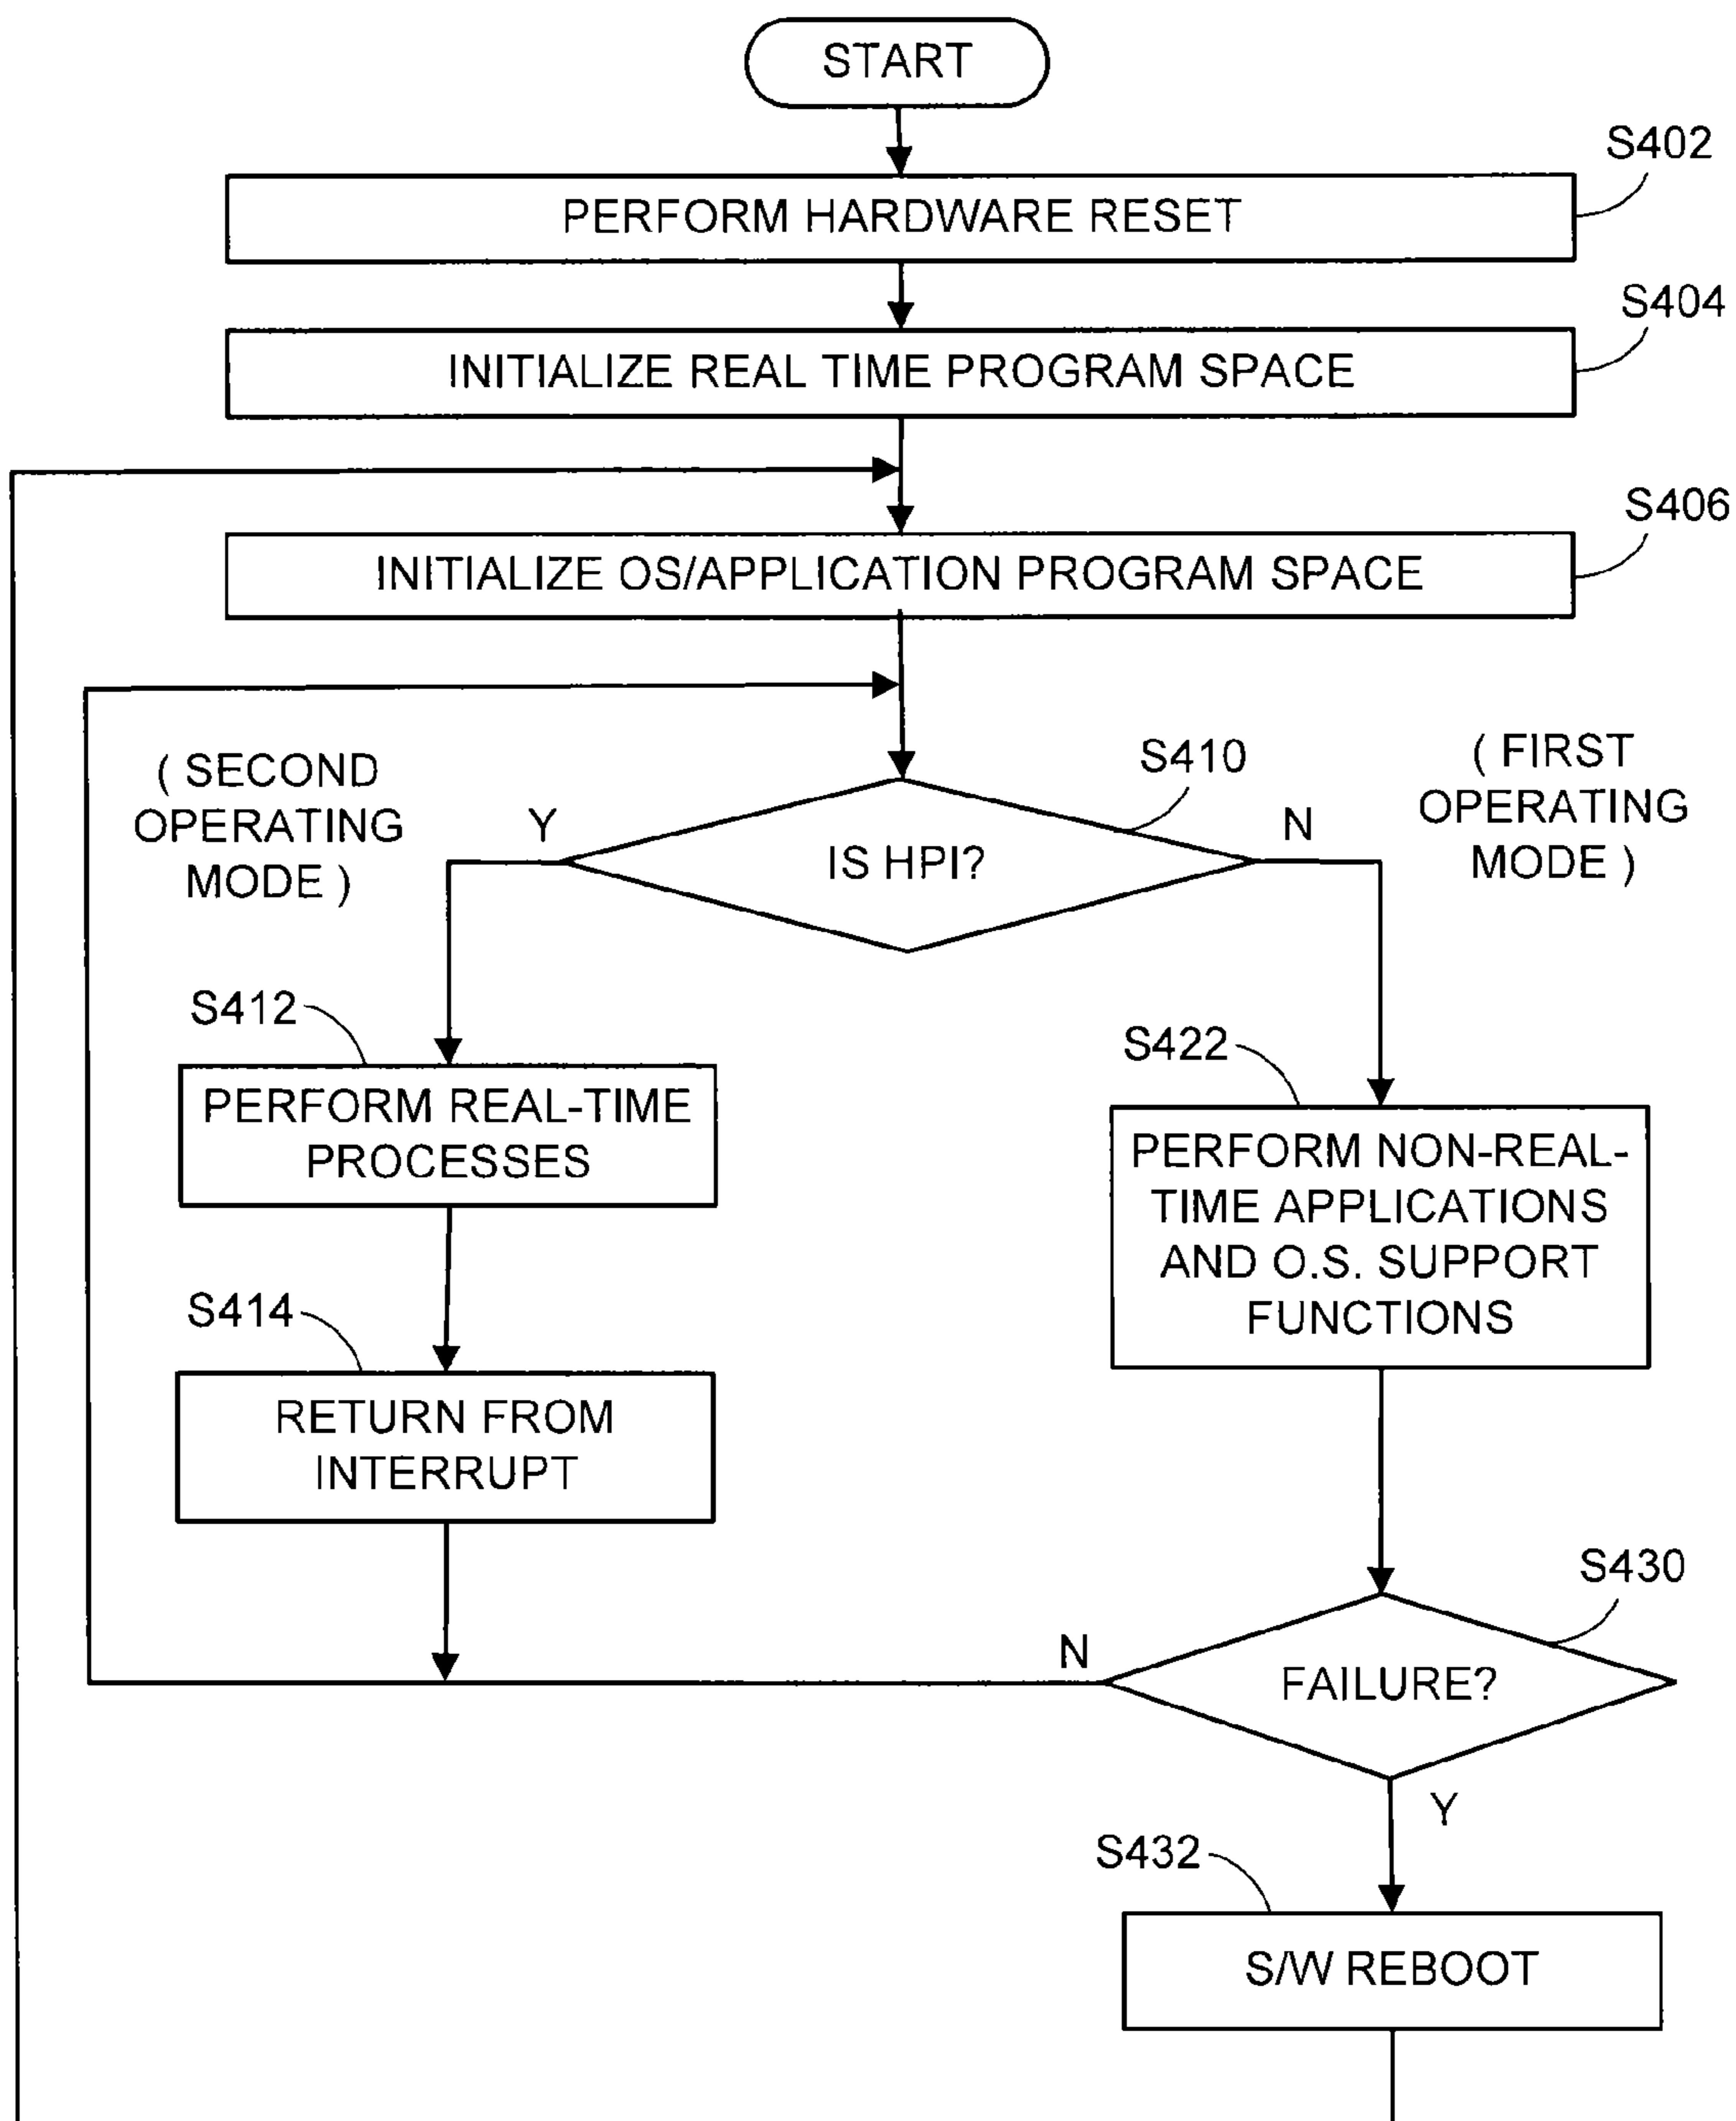 START
S402
PERFORM HARDWARE RESET
S404
INITIALIZE REAL TIME PROGRAM SPACE
S406
INITIALIZE OS/APPLICATION PROGRAM SPACE
( SECOND
OPERATING
MODE )
Y
S410
IS HPI?
N
( FIRST
OPERATING
MODE )
S412
PERFORM REAL-TIME
PROCESSES
S422
PERFORM NON-REAL-
TIME APPLICATIONS
AND O.S. SUPPORT
FUNCTIONS
S414
RETURN FROM
INTERRUPT
S430
N
FAILURE?
Y
S432
S/W REBOOT